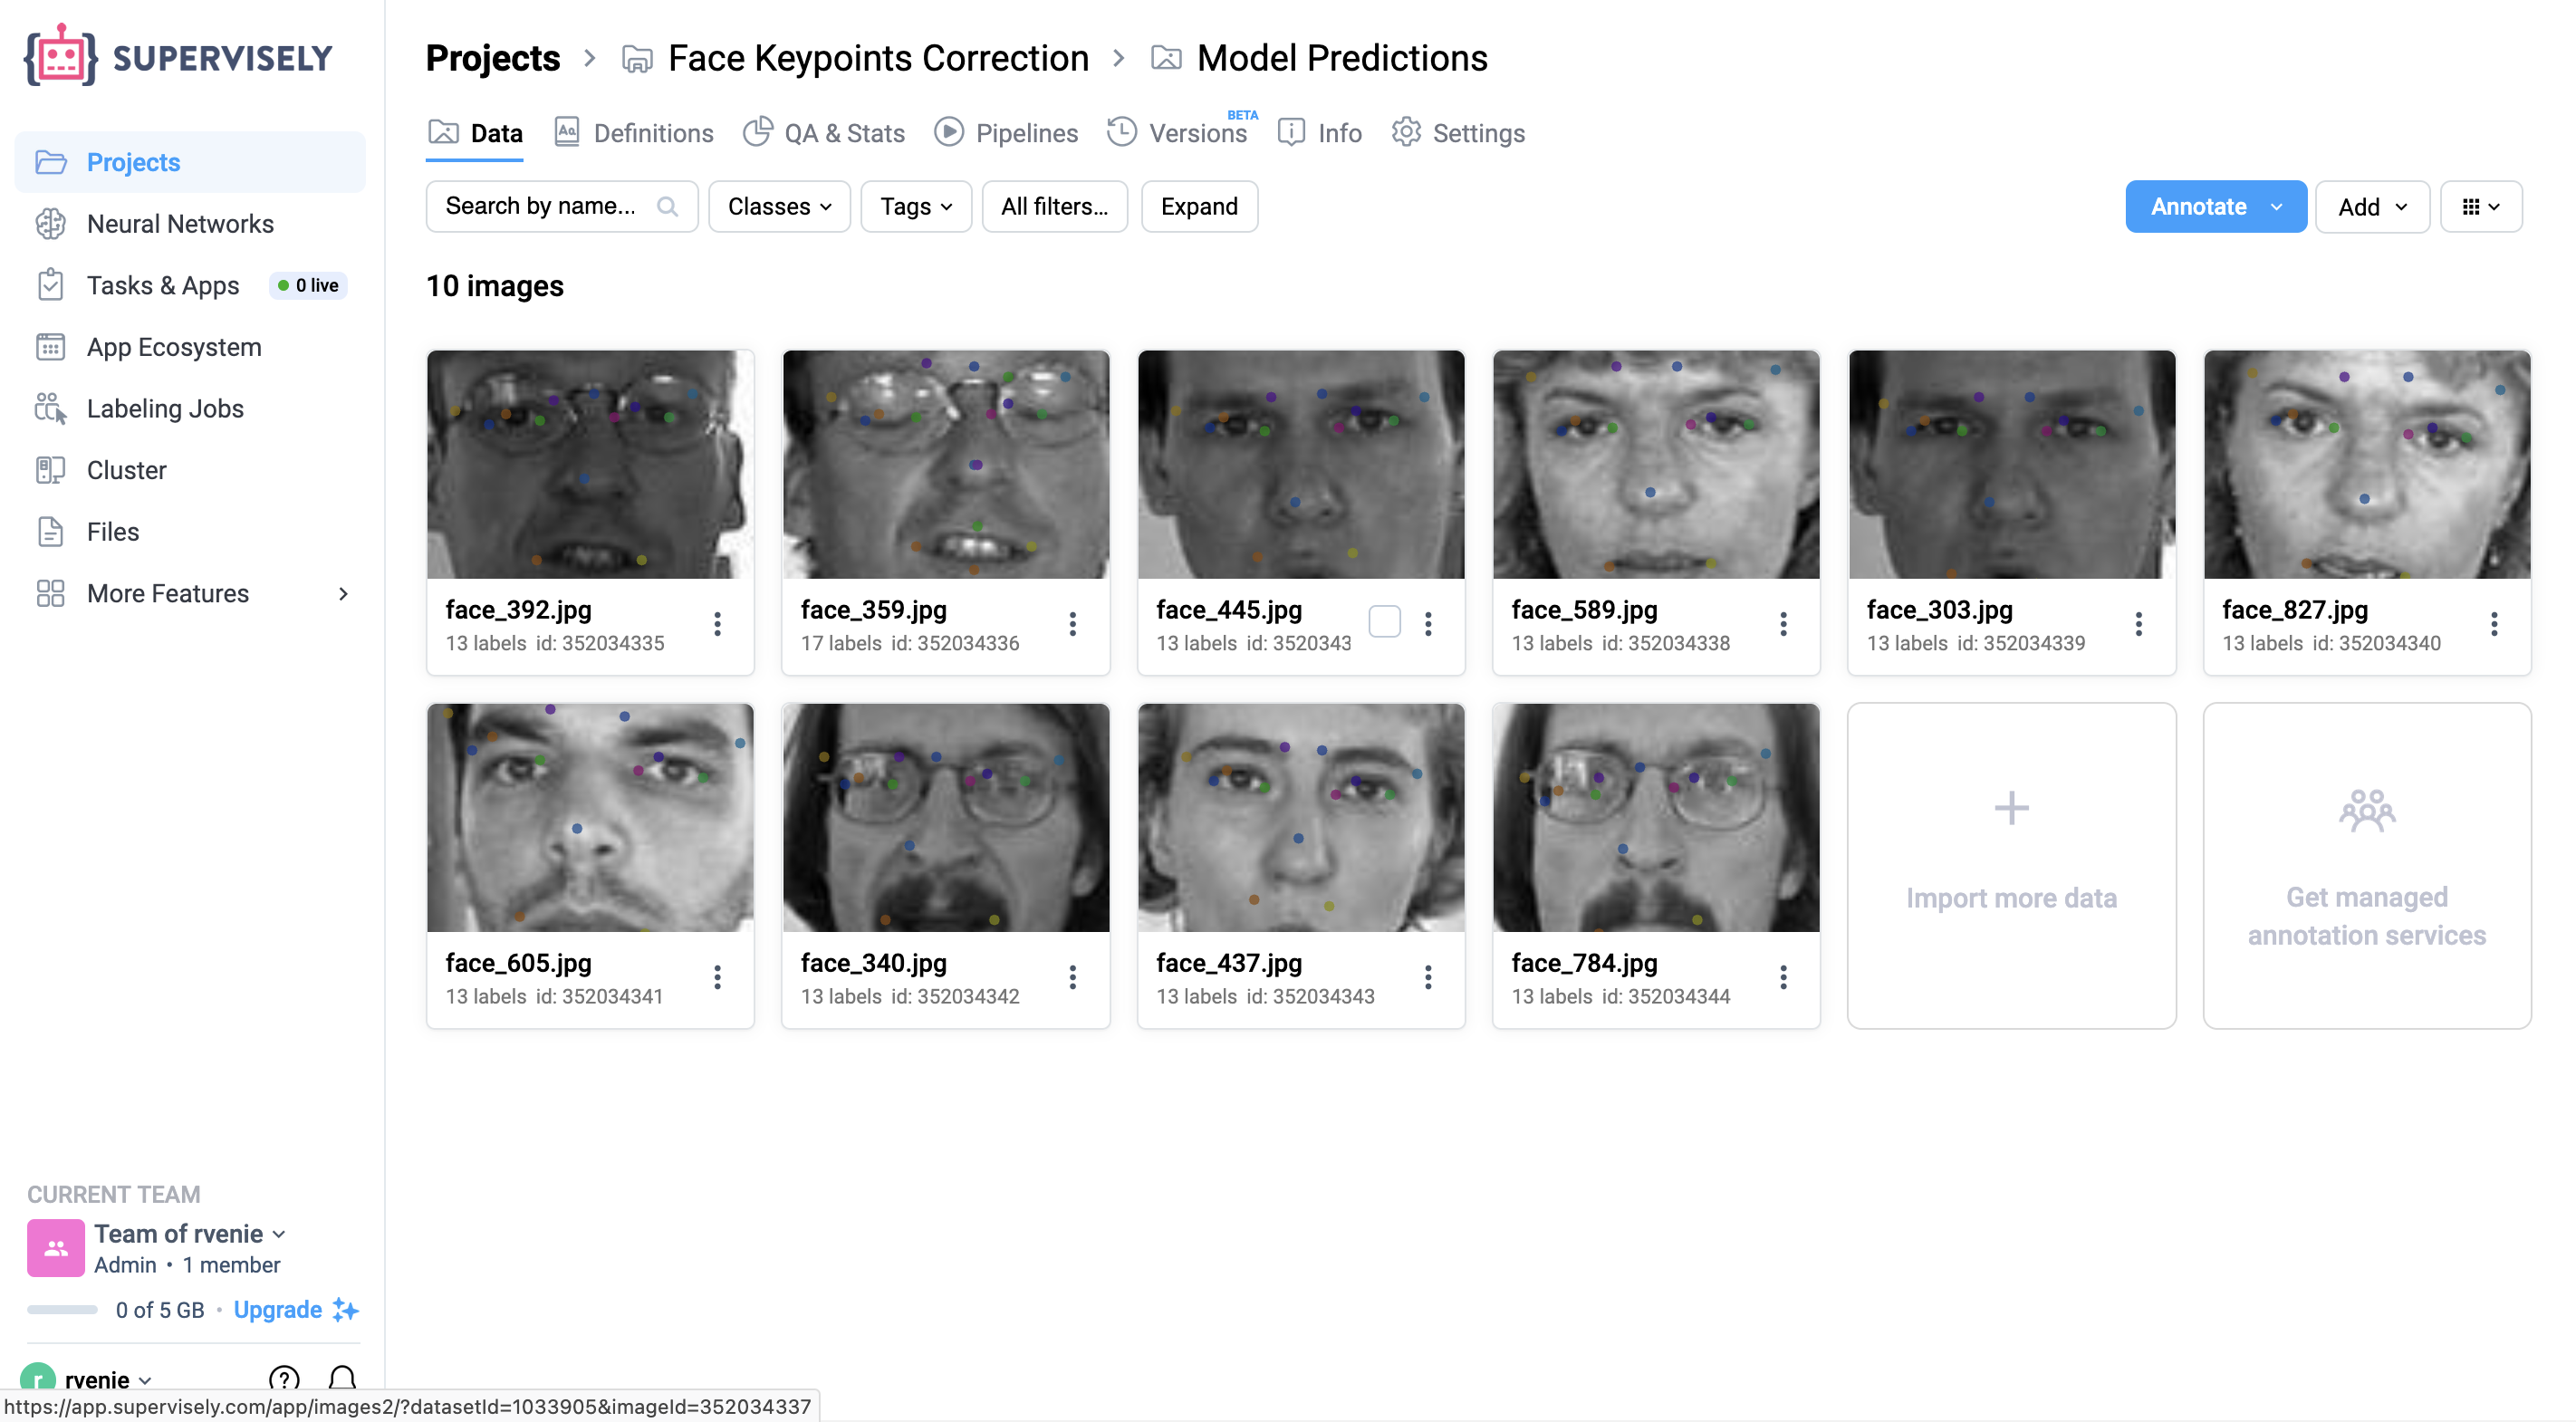 SUPERVISELY
Projects
Neural Networks
Tasks & Apps 0 live
App Ecosystem
Labeling Jobs
Cluster
Files
More Features
CURRENT TEAM
Team of rvenie
Admin • 1 member
0 of 5 GB • Upgrade
r rvenie
https://app.supervisely.com/app/images2/?datasetId=1033905&imageId=352034337
Projects > Face Keypoints Correction > Model Predictions
Data Definitions QA & Stats Pipelines Versions BETA Info Settings
Search by name... Classes Tags All filters... Expand Annotate Add
10 images
face_392.jpg
13 labels id: 352034335
face_359.jpg
17 labels id: 352034336
face_445.jpg
13 labels id: 3520343
face_589.jpg
13 labels id: 352034338
face_303.jpg
13 labels id: 352034339
face_827.jpg
13 labels id: 352034340
face_605.jpg
13 labels id: 352034341
face_340.jpg
13 labels id: 352034342
face_437.jpg
13 labels id: 352034343
face_784.jpg
13 labels id: 352034344
Import more data
Get managed
annotation services